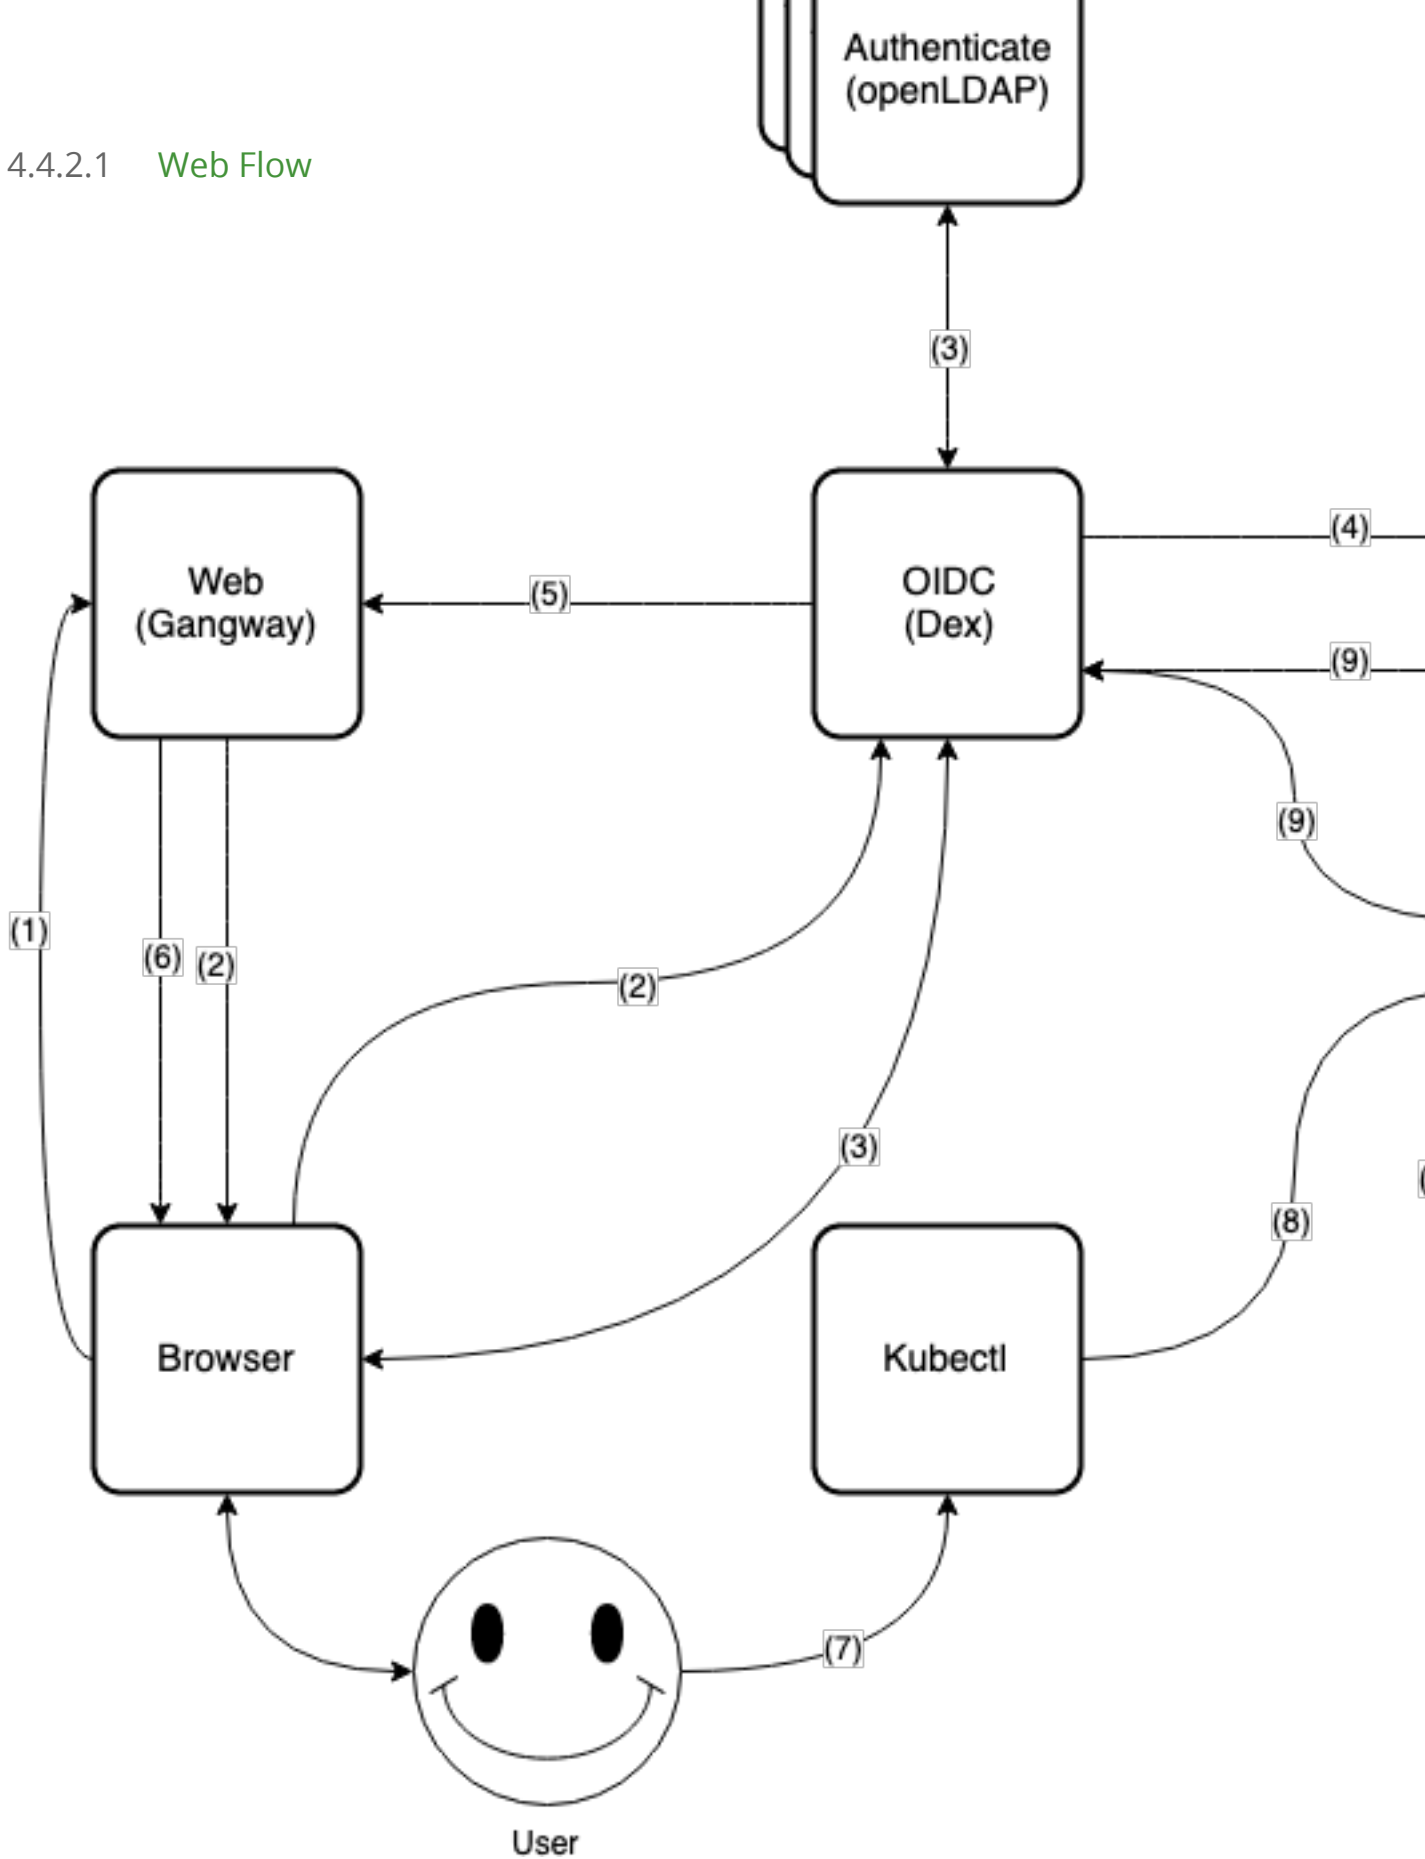 Authenticate
(openLDAP)
4.4.2.1 Web Flow
(3)
Web
(Gangway)
(5)
OIDC
(Dex)
(4)
(9)
(9)
(1)
(6)
(2)
(2)
(3)
(8)
Browser
Kubectl
(7)
User